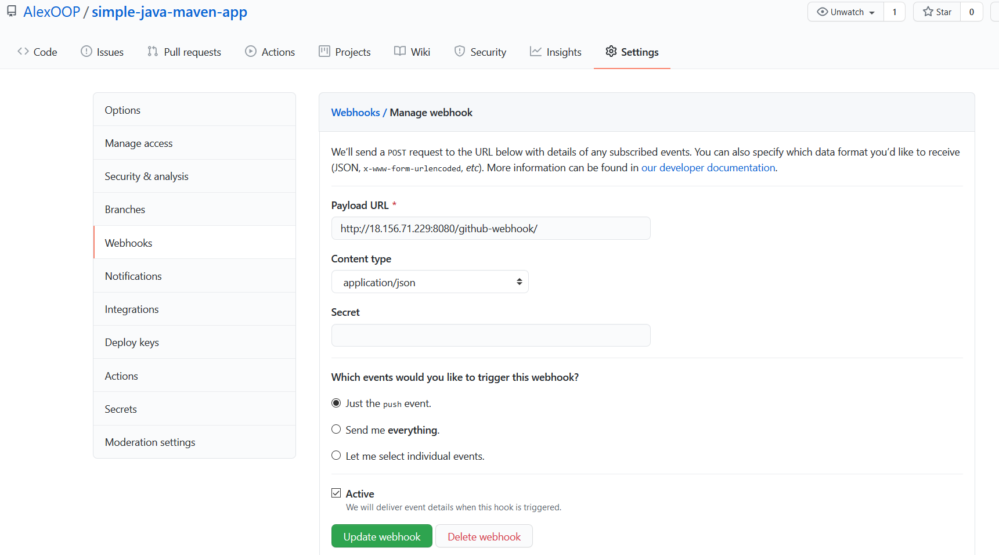 AlexOOP / simple-java-maven-app
Unwatch 1 Star 0
Code Issues Pull requests Actions Projects Wiki Security Insights Settings
Options
Manage access
Security & analysis
Branches
Webhooks
Notifications
Integrations
Deploy keys
Actions
Secrets
Moderation settings
Webhooks / Manage webhook
We’ll send a POST request to the URL below with details of any subscribed events. You can also specify which data format you’d like to receive
(JSON, x-www-form-urlencoded, etc). More information can be found in our developer documentation.
Payload URL *
http://18.156.71.229:8080/github-webhook/
Content type
application/json
Secret
Which events would you like to trigger this webhook?
Just the push event.
Send me everything.
Let me select individual events.
Active
We will deliver event details when this hook is triggered.
Update webhook Delete webhook